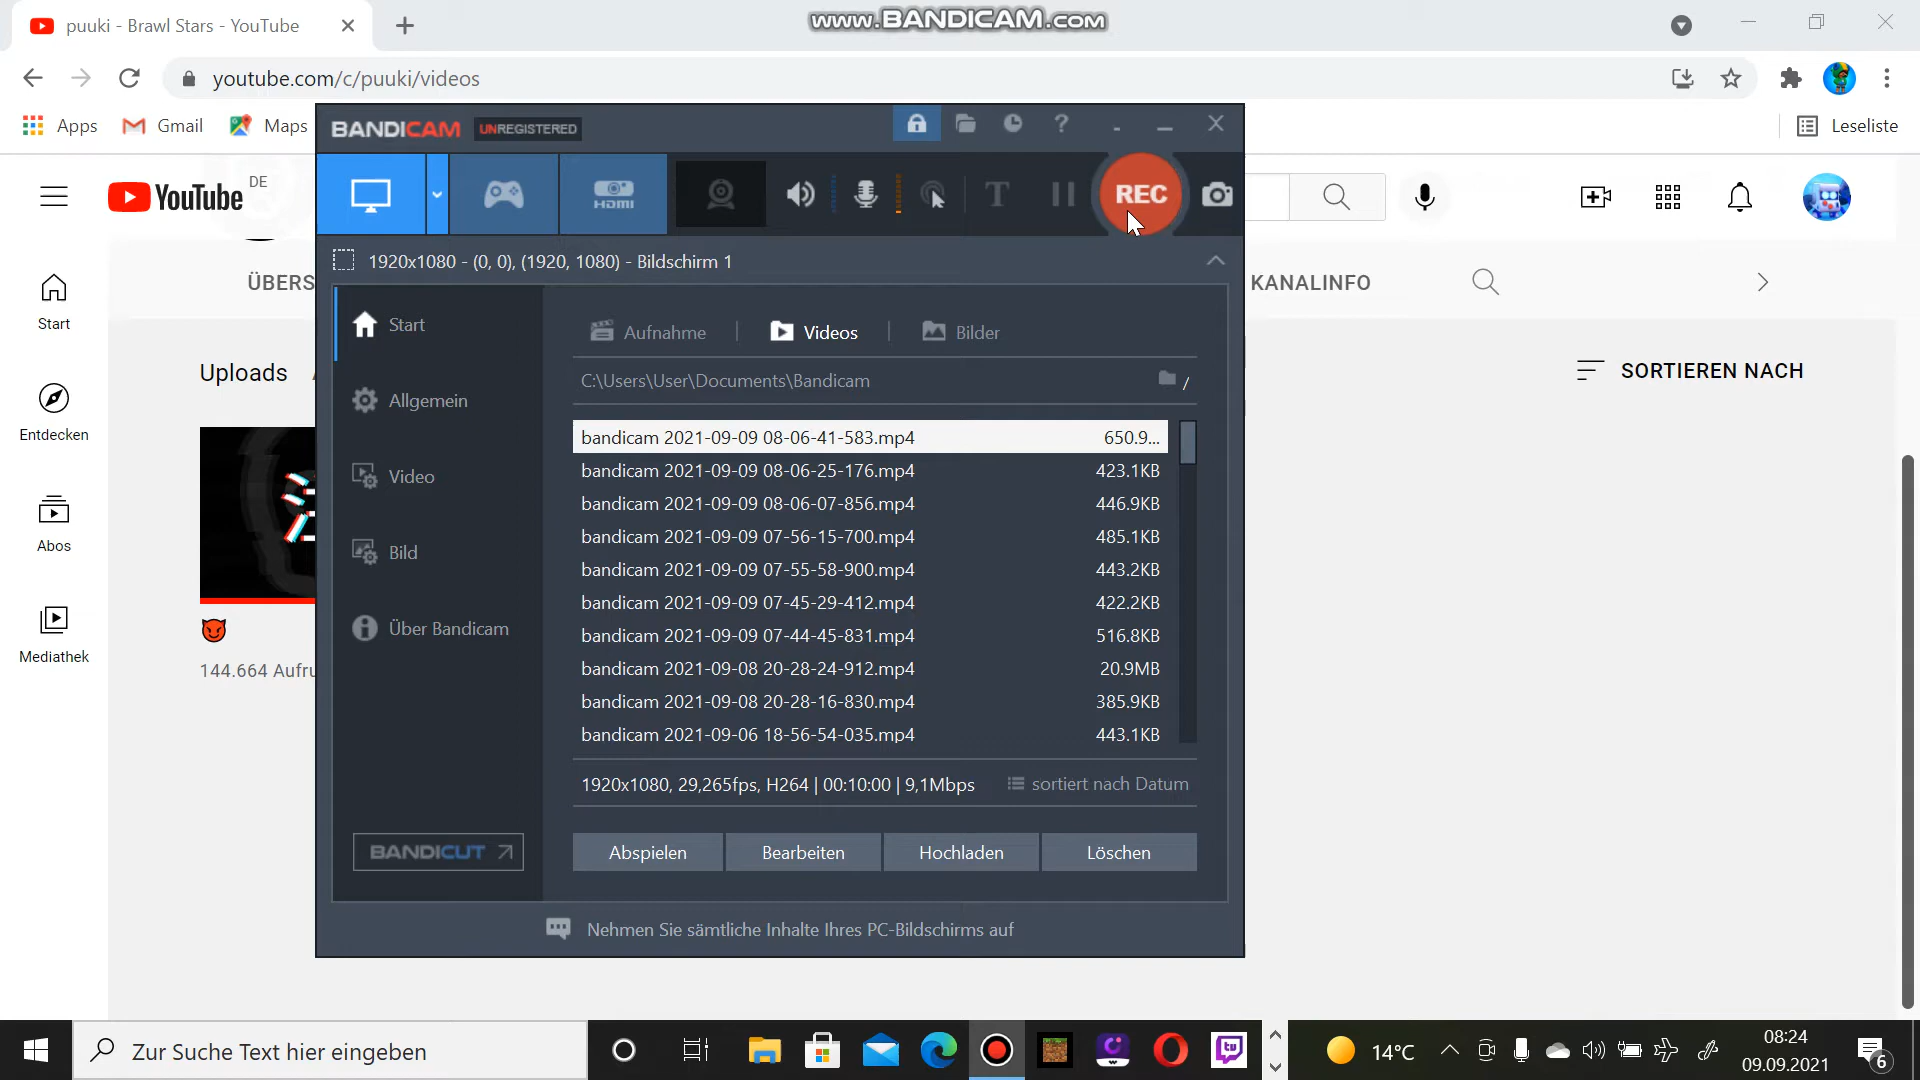 puuki - Brawl Stars - YouTube
www.BANDICAM.com
youtube.com/c/puuki/videos
Apps
Gmail
Maps
Leseliste
BANDICAM
UNREGISTERED
?
HDMI
T
REC
YouTube
DE
1920x1080 - (0, 0), (1920, 1080) - Bildschirm 1
ÜBERS
KANALINFO
Start
Entdecken
Abos
Mediathek
Uploads
SORTIEREN NACH
144.664 Aufru
Start
Allgemein
Video
Bild
Über Bandicam
BANDICUT
Aufnahme
Videos
Bilder
C:\Users\User\Documents\Bandicam
/
bandicam 2021-09-09 08-06-41-583.mp4 650.9...
bandicam 2021-09-09 08-06-25-176.mp4 423.1KB
bandicam 2021-09-09 08-06-07-856.mp4 446.9KB
bandicam 2021-09-09 07-56-15-700.mp4 485.1KB
bandicam 2021-09-09 07-55-58-900.mp4 443.2KB
bandicam 2021-09-09 07-45-29-412.mp4 422.2KB
bandicam 2021-09-09 07-44-45-831.mp4 516.8KB
bandicam 2021-09-08 20-28-24-912.mp4 20.9MB
bandicam 2021-09-08 20-28-16-830.mp4 385.9KB
bandicam 2021-09-06 18-56-54-035.mp4 443.1KB
1920x1080, 29,265fps, H264 | 00:10:00 | 9,1Mbps
sortiert nach Datum
Abspielen
Bearbeiten
Hochladen
Löschen
Nehmen Sie sämtliche Inhalte Ihres PC-Bildschirms auf
Zur Suche Text hier eingeben
14°C
08:24
09.09.2021
6